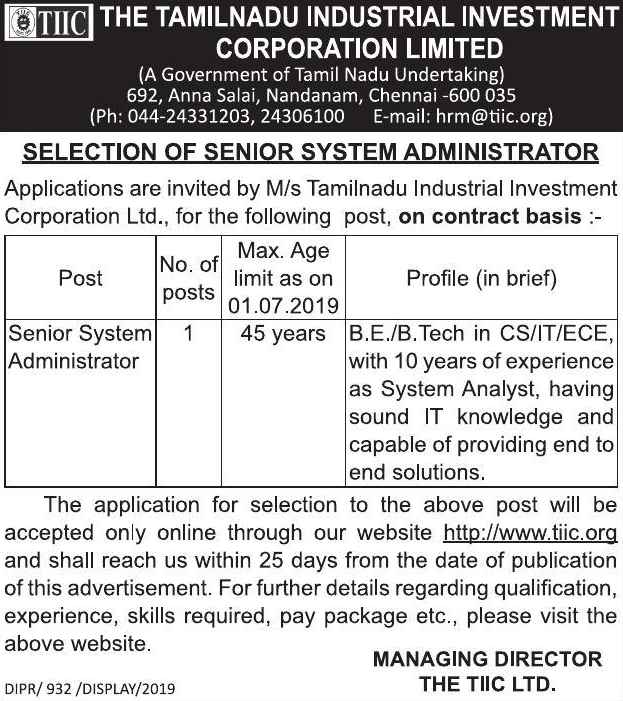 TIIC THE TAMILNADU INDUSTRIAL INVESTMENT
CORPORATION LIMITED
(A Government of Tamil Nadu Undertaking)
692, Anna Salai, Nandanam, Chennai -600 035
(Ph: 044-24331203, 24306100 E-mail: hrm@tiic.org)
SELECTION OF SENIOR SYSTEM ADMINISTRATOR
Applications are invited by M/s Tamilnadu Industrial Investment
Corporation Ltd., for the following post, on contract basis :-
Post
No. of
posts
Max. Age
limit as on
01.07.2019
Profile (in brief)
Senior System
Administrator
1
45 years
B.E./B.Tech in CS/IT/ECE,
with 10 years of experience
as System Analyst, having
sound IT knowledge and
capable of providing end to
end solutions.
The application for selection to the above post will be
accepted only online through our website http://www.tiic.org
and shall reach us within 25 days from the date of publication
of this advertisement. For further details regarding qualification,
experience, skills required, pay package etc., please visit the
above website.
MANAGING DIRECTOR
THE TIIC LTD.
DIPR/ 932 /DISPLAY/2019